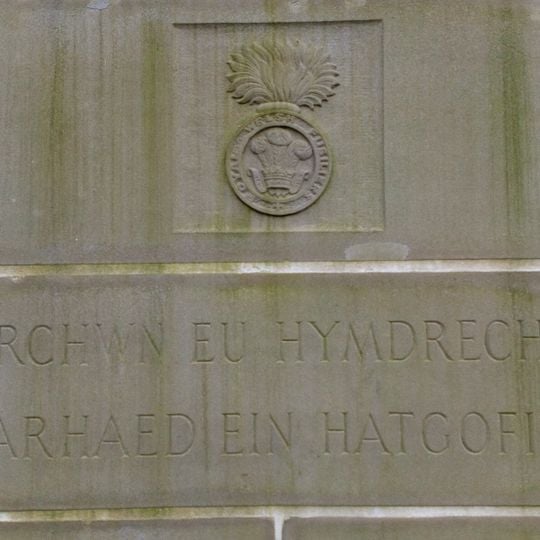 ROYAL WELSH FUSILIERS
RCHWN EU HYMDRECH
ARHAED EIN HATGOFI